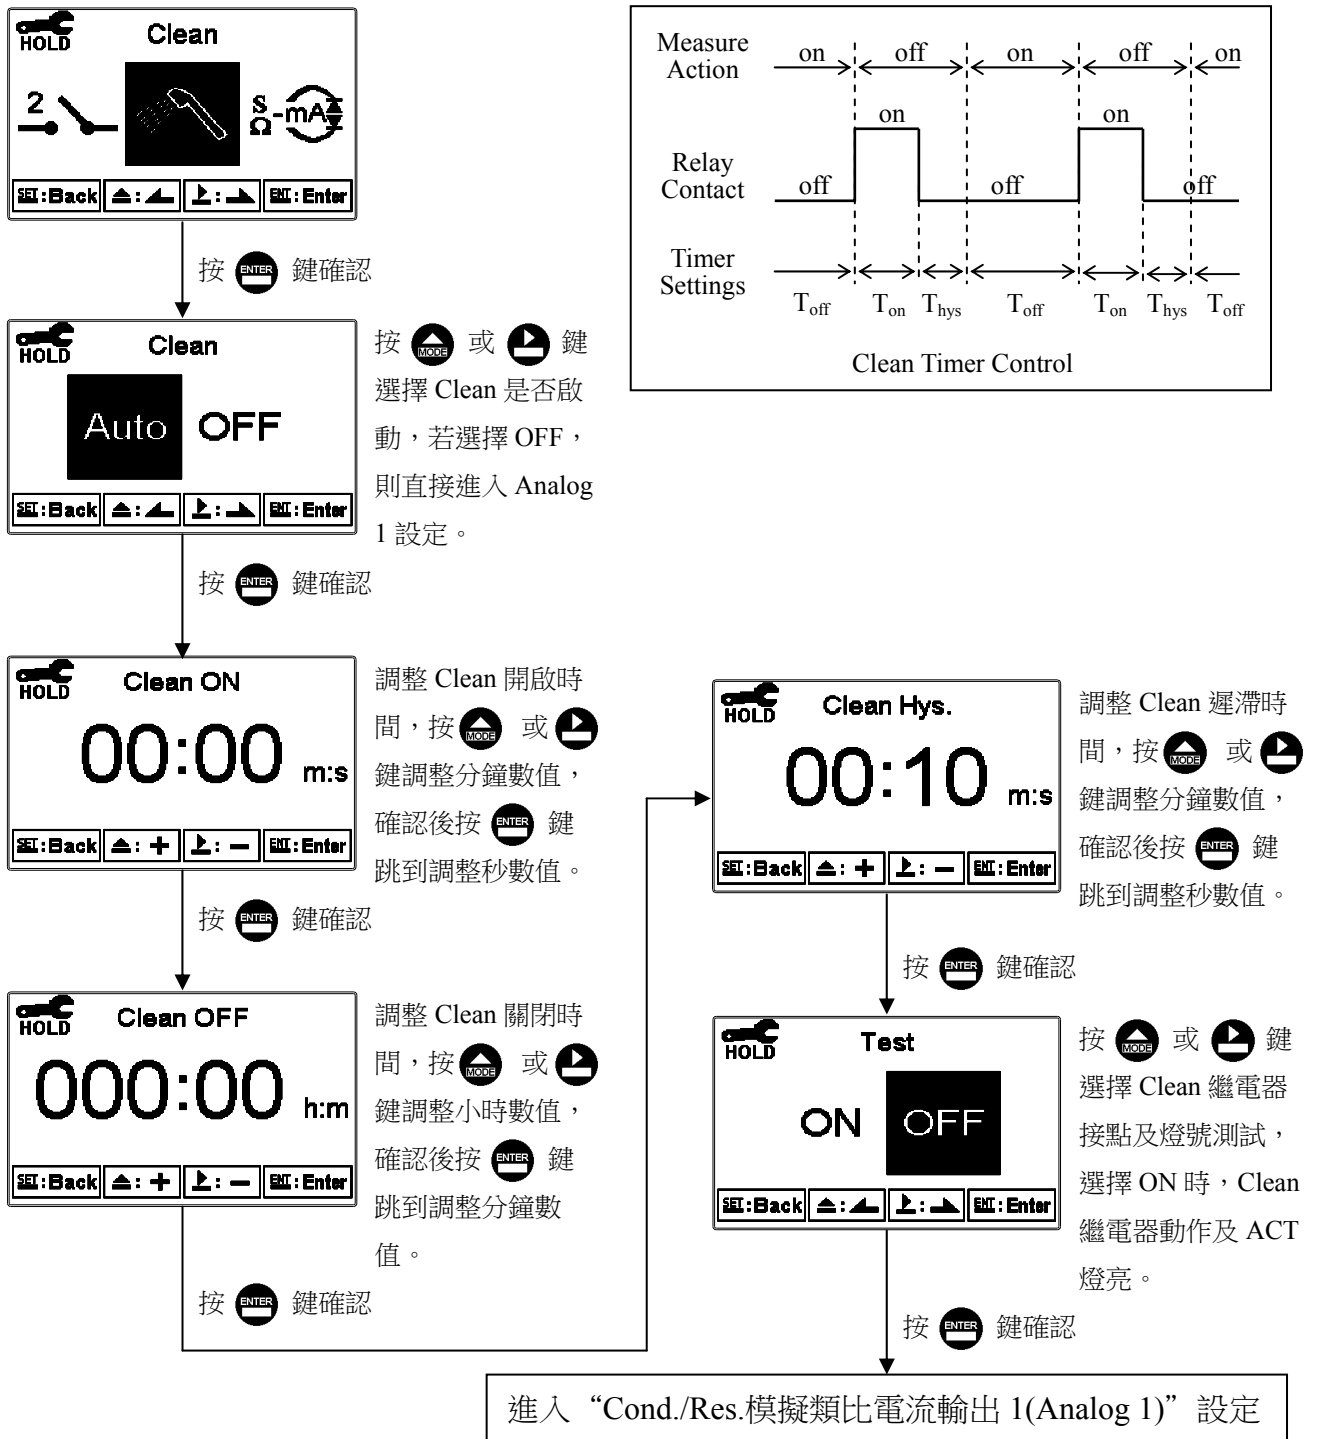 HOLD Clean
2 S Ω -mA
SET:Back ▲: ENT:Enter
按 ENTER 鍵確認
HOLD Clean
Auto OFF
SET:Back ENT:Enter
按 MODE 或 鍵
選擇 Clean 是否啟
動，若選擇 OFF，
則直接進入 Analog
1 設定。
按 ENTER 鍵確認
HOLD Clean ON
00:00 m:s
SET:Back : + : − ENT:Enter
調整 Clean 開啟時
間，按 MODE 或
鍵調整分鐘數值，
確認後按 ENTER 鍵
跳到調整秒數值。
按 ENTER 鍵確認
HOLD Clean OFF
000:00 h:m
SET:Back : + : − ENT:Enter
調整 Clean 關閉時
間，按 MODE 或
鍵調整小時數值，
確認後按 ENTER 鍵
跳到調整分鐘數
值。
按 ENTER 鍵確認
Measure
Action
on off on off on
Relay
Contact
off on off on off
Timer
Settings
Toff Ton Thys Toff Ton Thys Toff
Clean Timer Control
HOLD Clean Hys.
00:10 m:s
SET:Back : + : − ENT:Enter
調整 Clean 遲滯時
間，按 MODE 或
鍵調整分鐘數值，
確認後按 ENTER 鍵
跳到調整秒數值。
按 ENTER 鍵確認
HOLD Test
ON OFF
SET:Back ENT:Enter
按 MODE 或 鍵
選擇 Clean 繼電器
接點及燈號測試，
選擇 ON 時，Clean
繼電器動作及 ACT
燈亮。
按 ENTER 鍵確認
進入“Cond./Res.模擬類比電流輸出 1(Analog 1)”設定